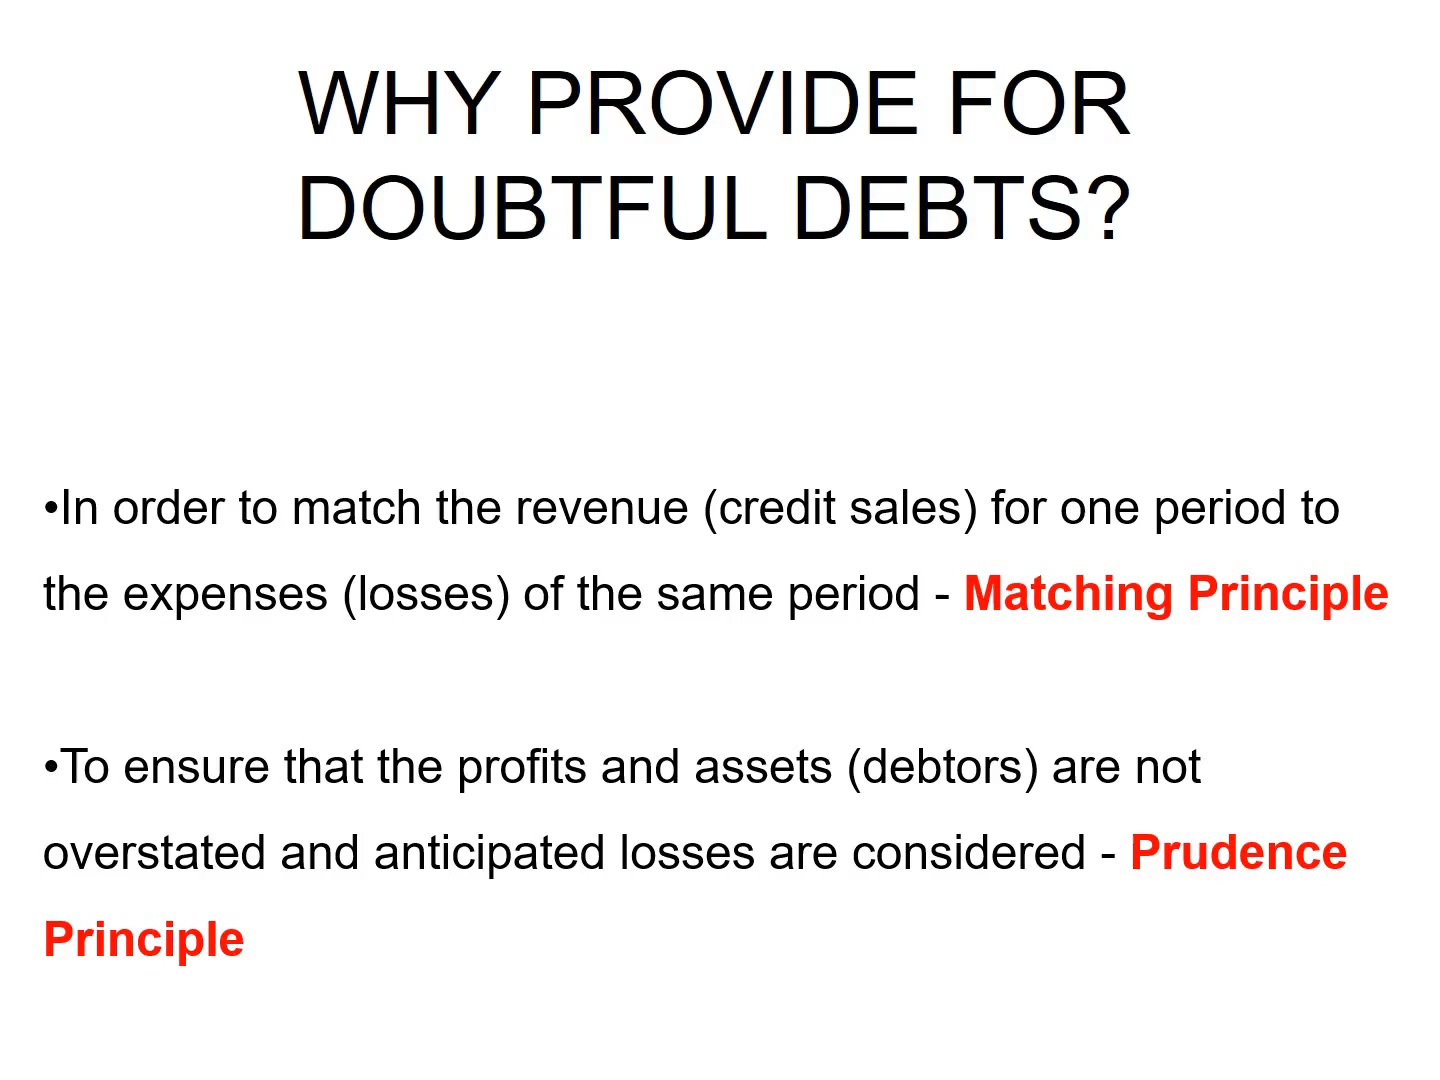 WHY PROVIDE FOR
DOUBTFUL DEBTS?
•In order to match the revenue (credit sales) for one period to
the expenses (losses) of the same period - Matching Principle
•To ensure that the profits and assets (debtors) are not
overstated and anticipated losses are considered - Prudence
Principle